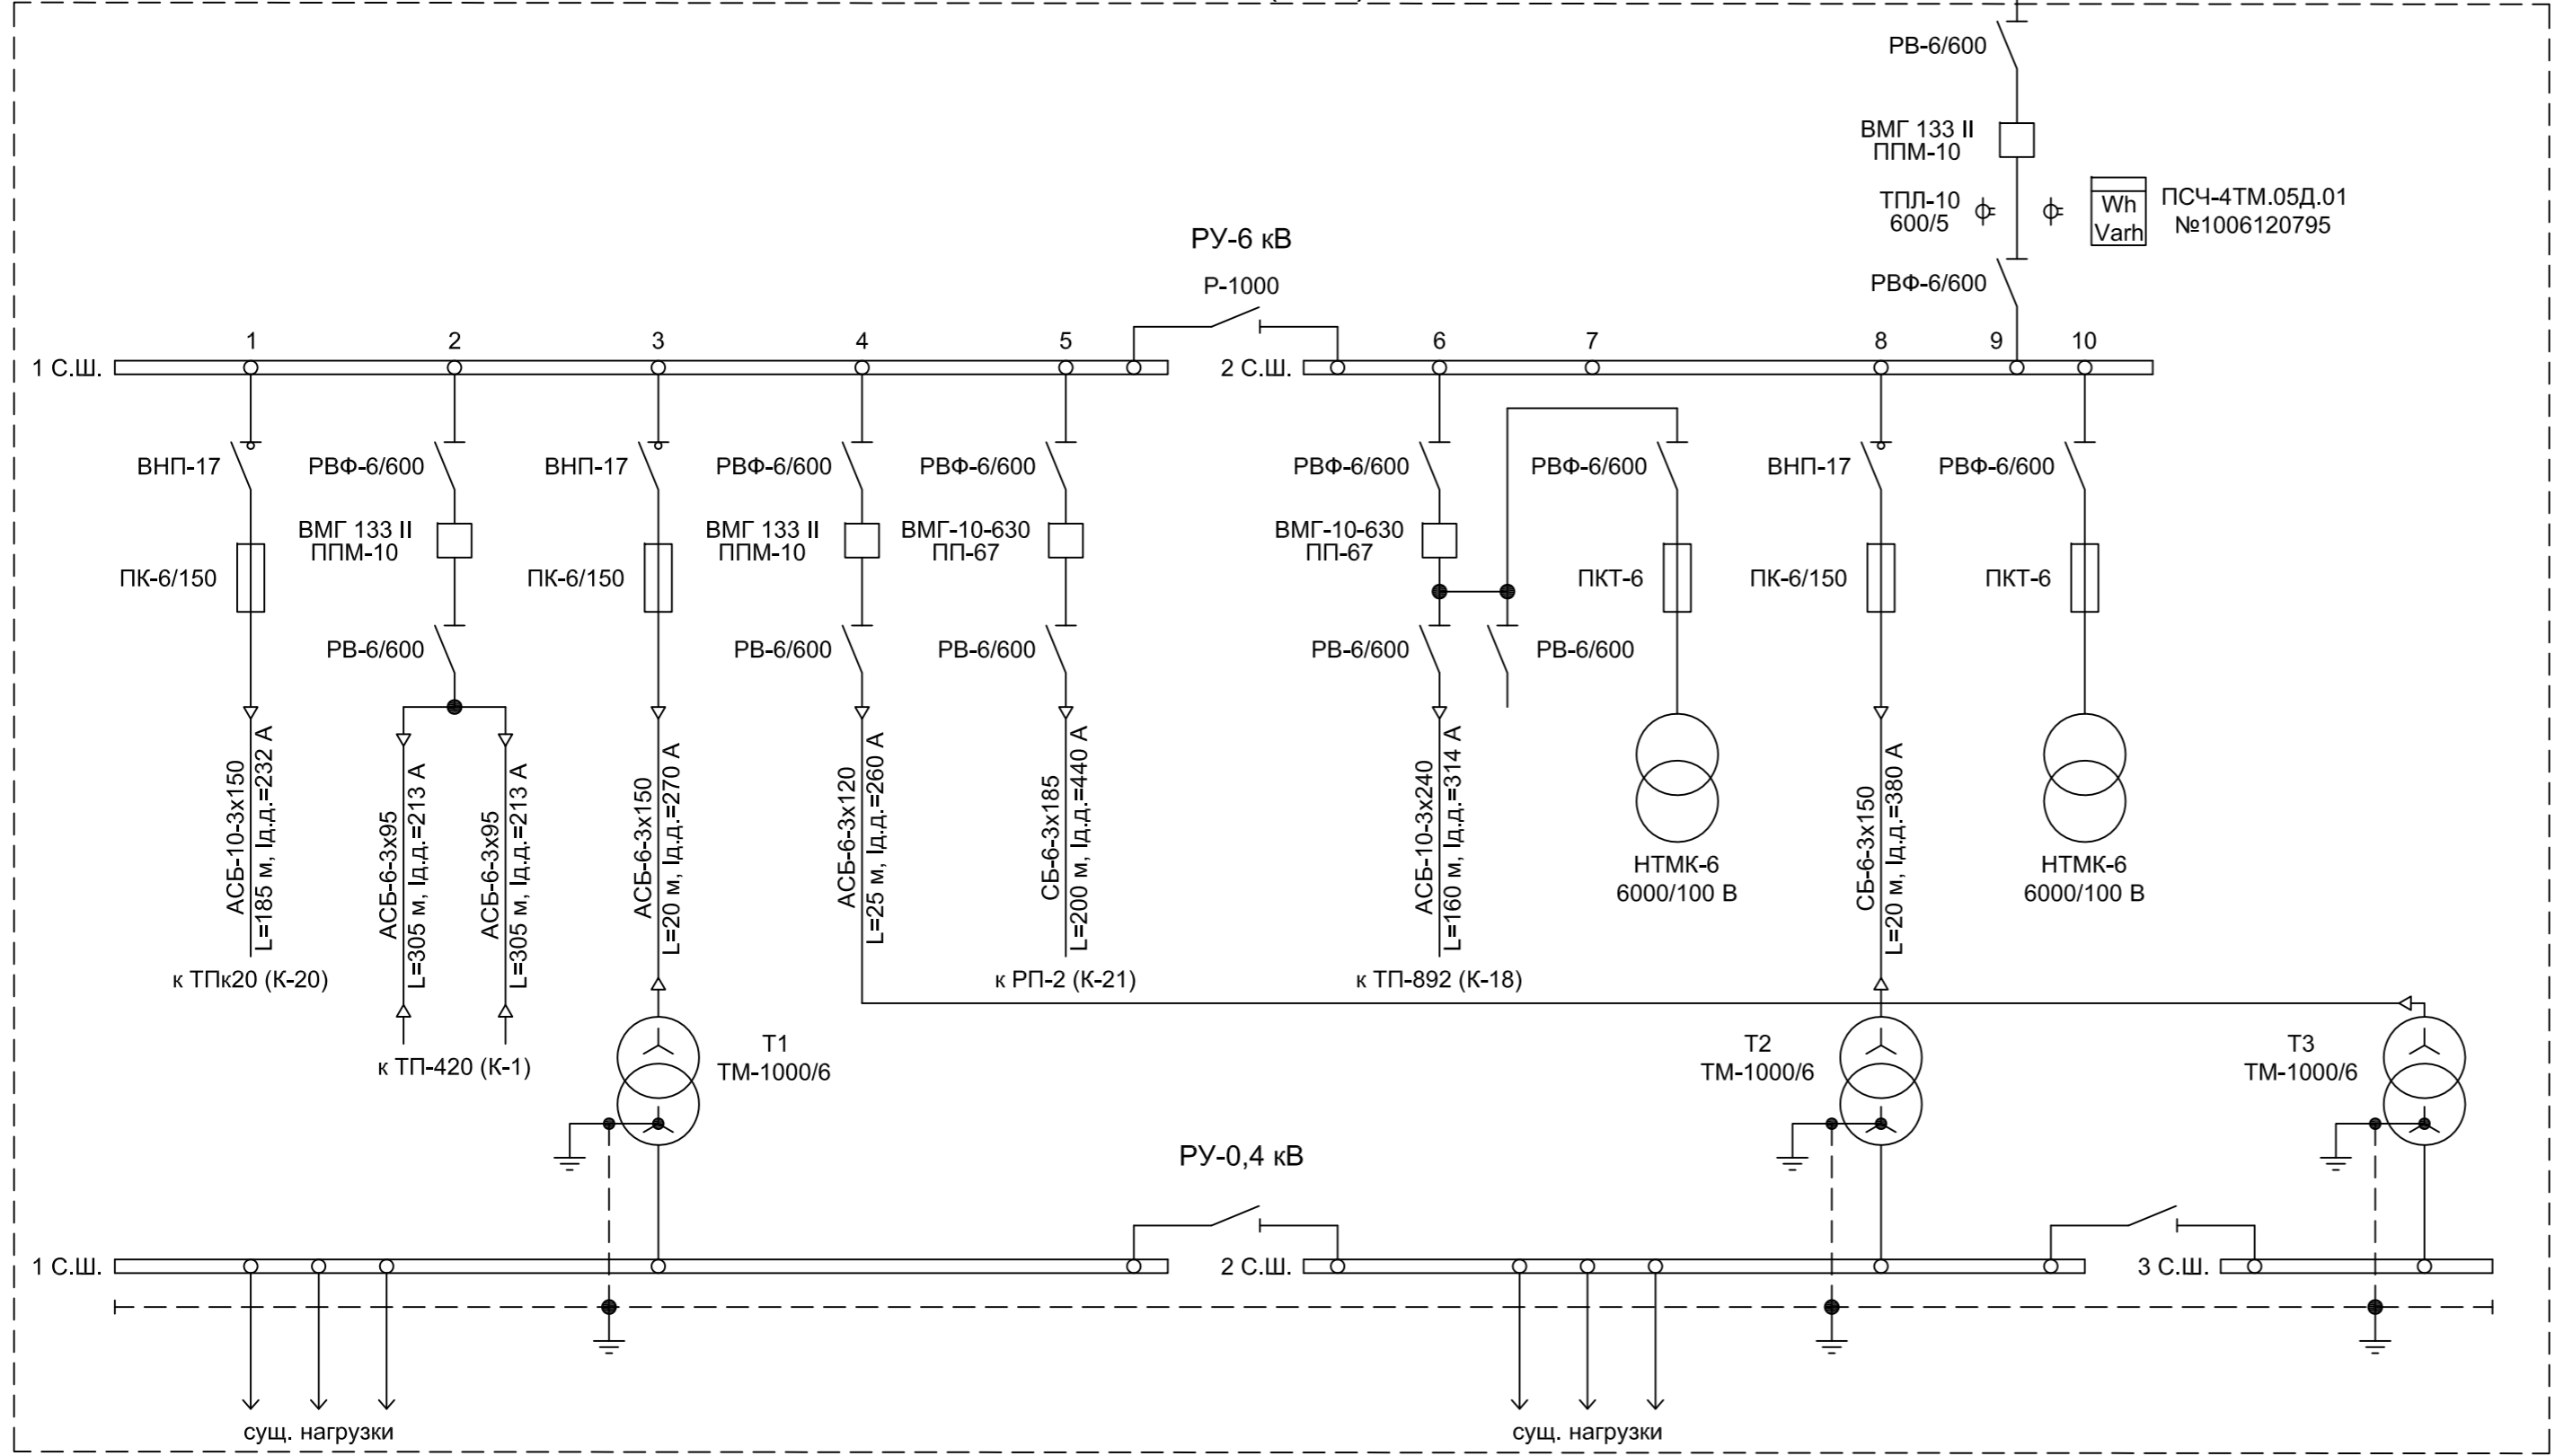 РВ-6/600
ВМГ 133 II
ППМ-10
ТПЛ-10
600/5
Wh
Varh
ПСЧ-4ТМ.05Д.01
№1006120795
РВФ-6/600
РУ-6 кВ
Р-1000
1 С.Ш.
1
2
3
4
5
2 С.Ш.
6
7
8
9
10
ВНП-17
РВФ-6/600
ВНП-17
РВФ-6/600
РВФ-6/600
РВФ-6/600
РВФ-6/600
ВНП-17
РВФ-6/600
ВМГ 133 II
ППМ-10
ВМГ 133 II
ППМ-10
ВМГ-10-630
ПП-67
ВМГ-10-630
ПП-67
ПК-6/150
ПК-6/150
ПКТ-6
ПК-6/150
ПКТ-6
РВ-6/600
РВ-6/600
РВ-6/600
РВ-6/600
РВ-6/600
АСБ-10-3х150
L=185 м, Iд.д.=232 А
АСБ-6-3х95
L=305 м, Iд.д.=213 А
АСБ-6-3х95
L=305 м, Iд.д.=213 А
АСБ-6-3х150
L=20 м, Iд.д.=270 А
АСБ-6-3х120
L=25 м, Iд.д.=260 А
СБ-6-3х185
L=200 м, Iд.д.=440 А
АСБ-10-3х240
L=160 м, Iд.д.=314 А
СБ-6-3х150
L=20 м, Iд.д.=380 А
НТМК-6
6000/100 В
НТМК-6
6000/100 В
к ТПк20 (К-20)
к РП-2 (К-21)
к ТП-892 (К-18)
к ТП-420 (К-1)
Т1
ТМ-1000/6
Т2
ТМ-1000/6
Т3
ТМ-1000/6
РУ-0,4 кВ
1 С.Ш.
2 С.Ш.
3 С.Ш.
сущ. нагрузки
сущ. нагрузки